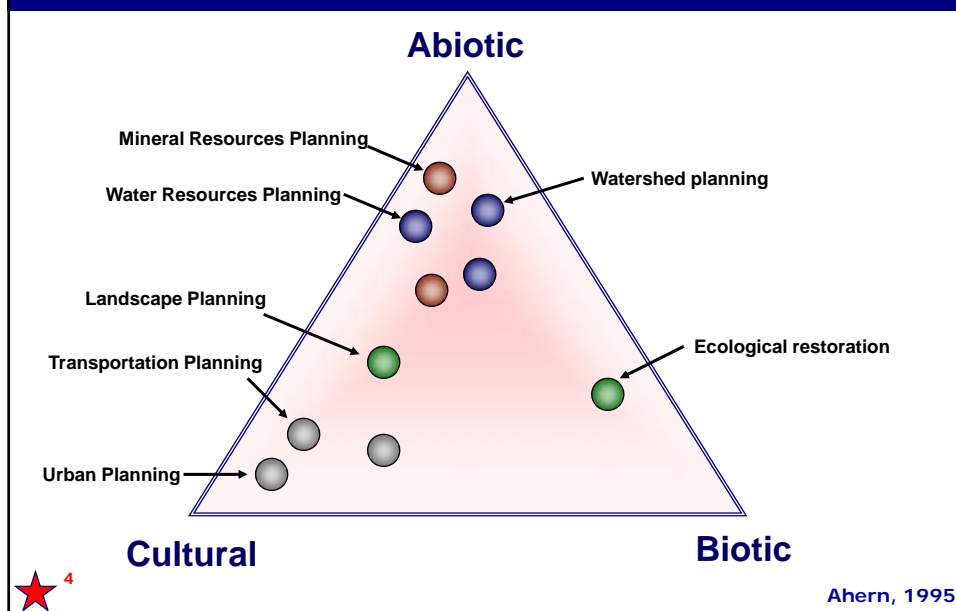 Abiotic
Mineral Resources Planning
Watershed planning
Water Resources Planning
Landscape Planning
Ecological restoration
Transportation Planning
Urban Planning
Cultural
Biotic
4
Ahern, 1995